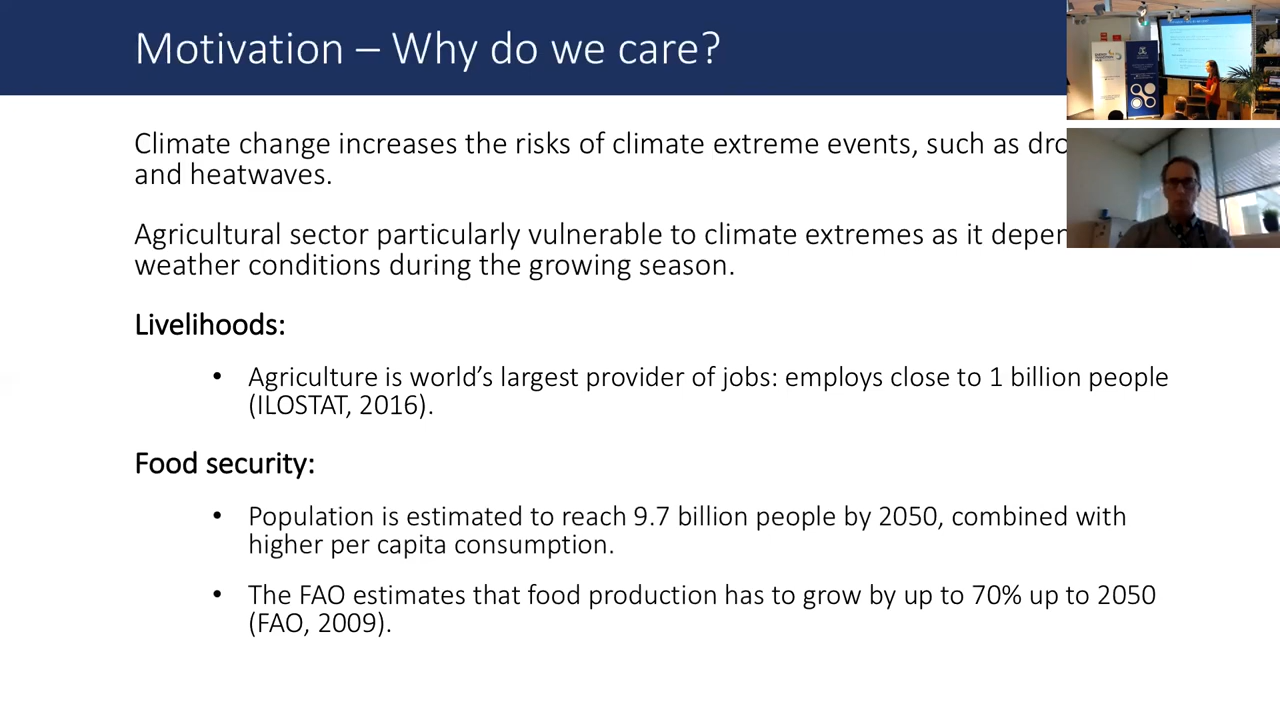 Motivation – Why do we care?
Climate change increases the risks of climate extreme events, such as
and heatwaves.
Agricultural sector particularly vulnerable to climate extremes as it
weather conditions during the growing season.
Livelihoods:
• Agriculture is world's largest provider of jobs: employs close to 1 billion people
(ILOSTAT, 2016).
Food security:
• Population is estimated to reach 9.7 billion people by 2050, combined with
higher per capita consumption.
• The FAO estimates that food production has to grow by up to 70% up to 2050
(FAO, 2009).